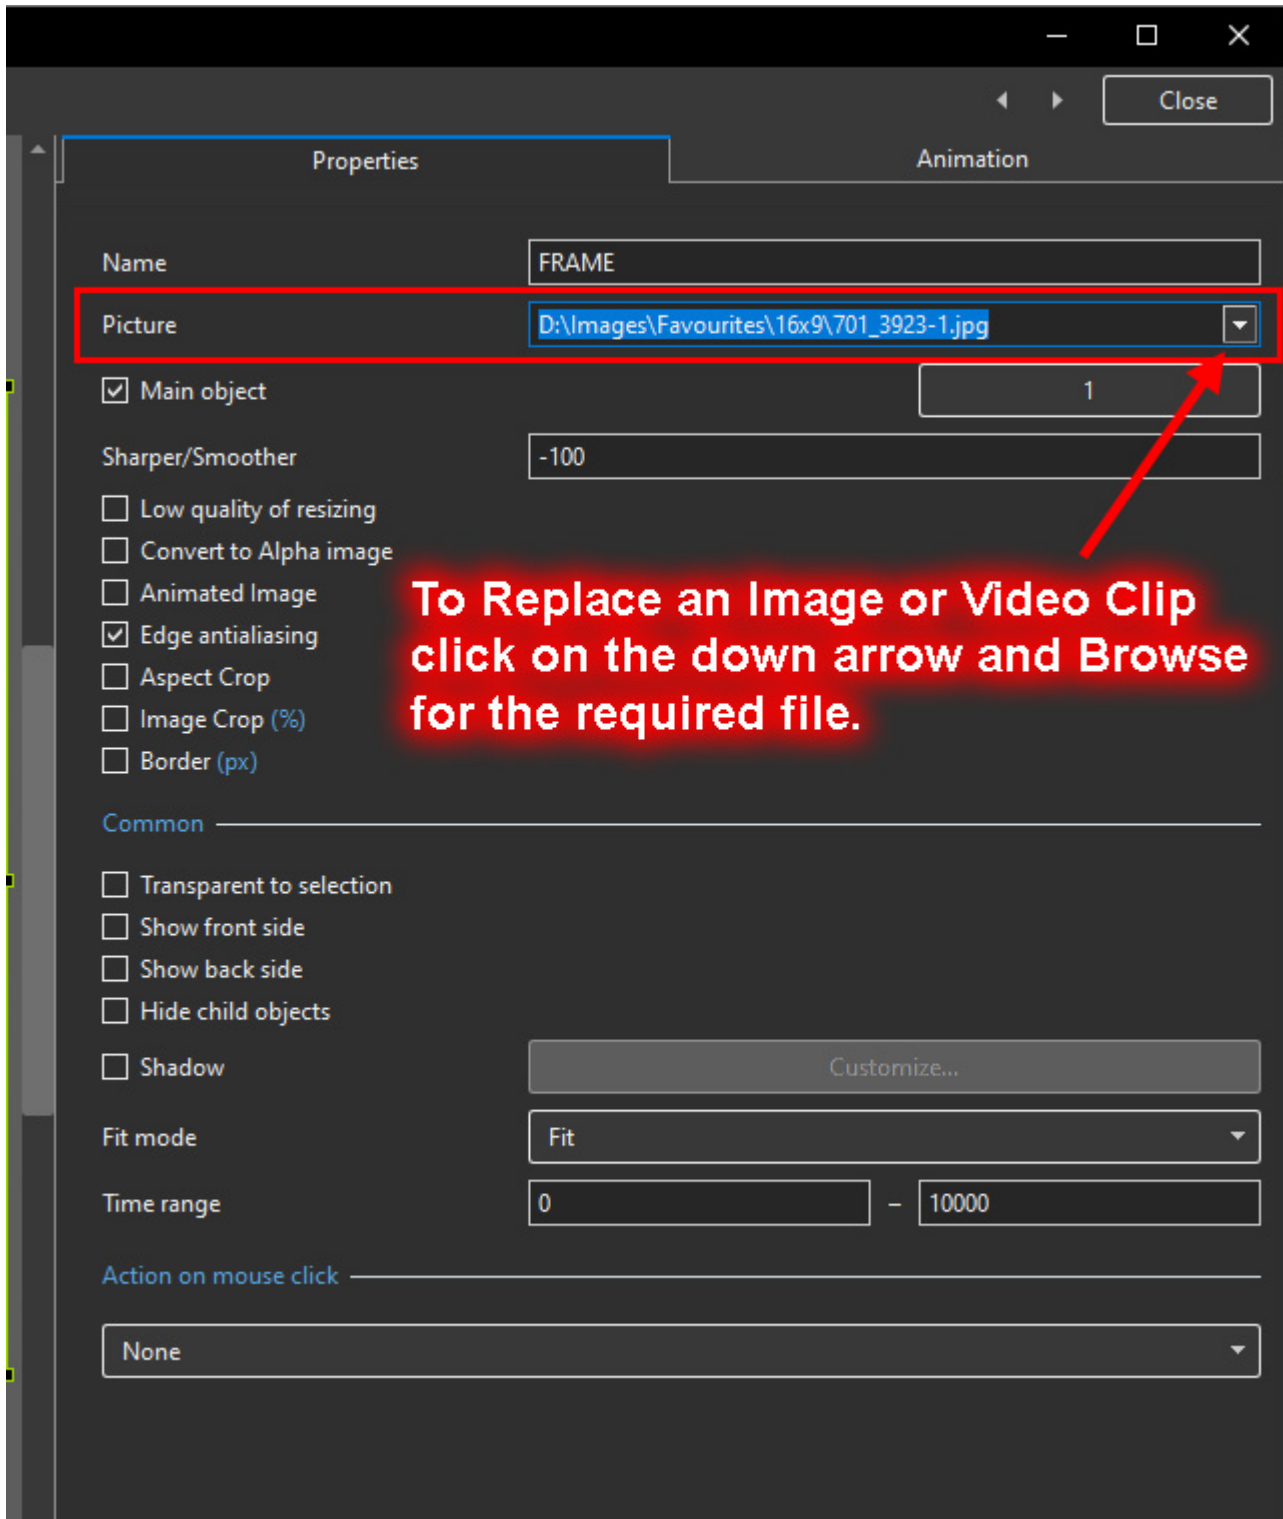 Close
Properties Animation
Name FRAME
Picture D:\Images\Favourites\16x9\701_3923-1.jpg
Main object 1
Sharper/Smoother -100
Low quality of resizing
Convert to Alpha image
Animated Image
Edge antialiasing
Aspect Crop
Image Crop (%)
Border (px)
To Replace an Image or Video Clip
click on the down arrow and Browse
for the required file.
Common
Transparent to selection
Show front side
Show back side
Hide child objects
Shadow Customize...
Fit mode Fit
Time range 0 – 10000
Action on mouse click
None